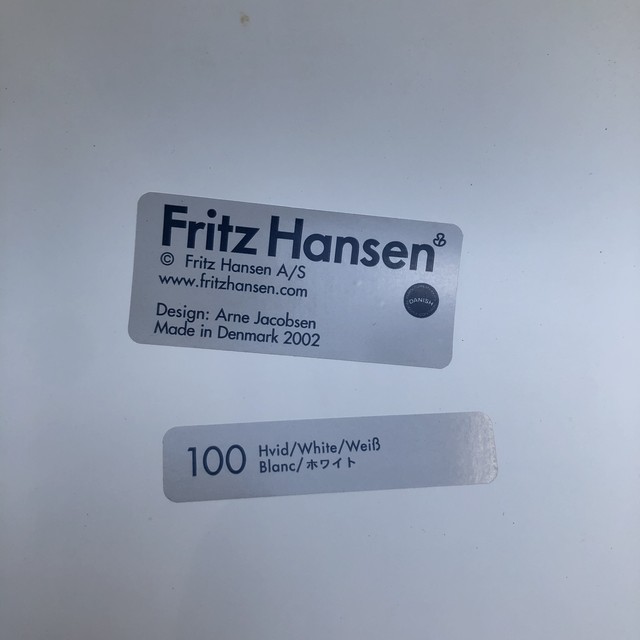 Fritz Hansen
© Fritz Hansen A/S
www.fritzhansen.com
DANISH
Design: Arne Jacobsen
Made in Denmark 2002
100 Hvid/White/Weiß
Blanc/ホワイト